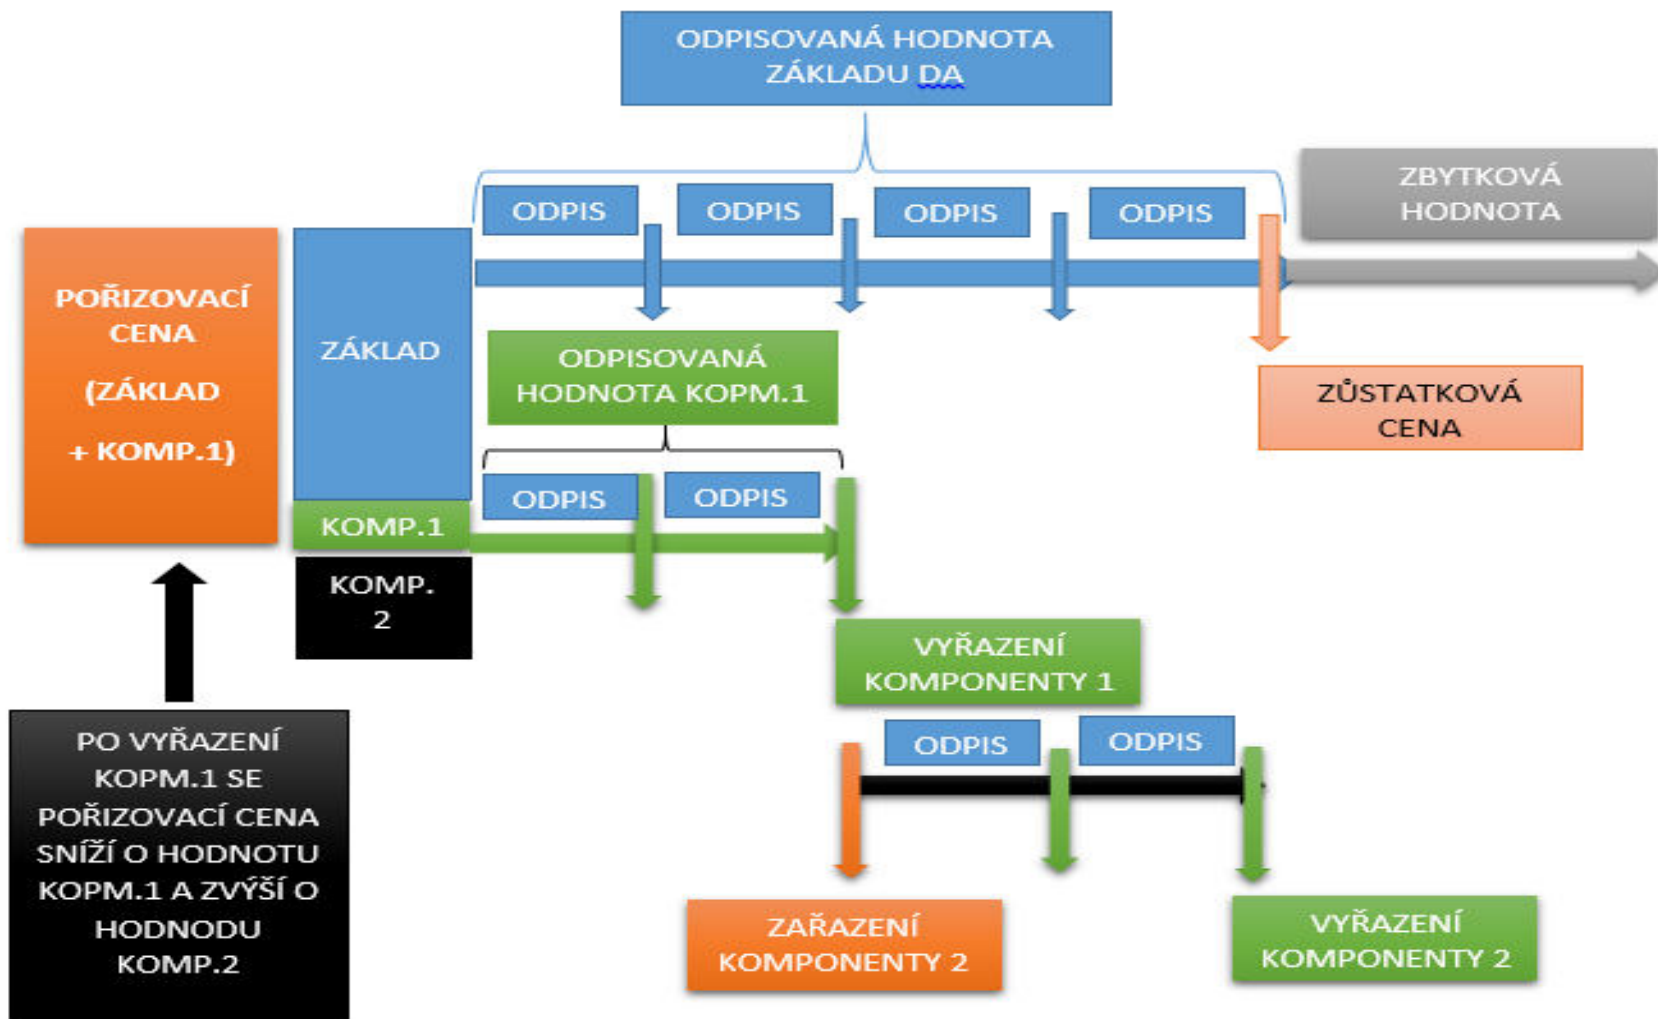 ODPISOVANÁ HODNOTA
ZÁKLADU DA
ODPIS
ODPIS
ODPIS
ODPIS
ZBYTKOVÁ
HODNOTA
POŘIZOVACÍ
CENA
(ZÁKLAD
+ KOMP.1)
ZÁKLAD
ODPISOVANÁ
HODNOTA KOPM.1
ZŮSTATKOVÁ
CENA
ODPIS
ODPIS
KOMP.1
KOMP.
2
VYŘAZENÍ
KOMPONENTY 1
ODPIS
ODPIS
PO VYŘAZENÍ
KOPM.1 SE
POŘIZOVACÍ CENA
SNÍŽÍ O HODNOTU
KOPM.1 A ZVÝŠÍ O
HODNODU
KOMP.2
ZAŘAZENÍ
KOMPONENTY 2
VYŘAZENÍ
KOMPONENTY 2